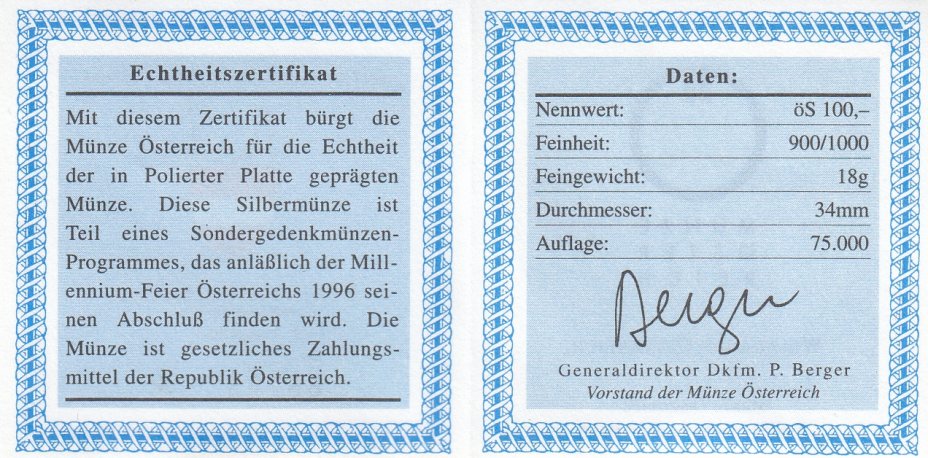 Echtheitszertifikat
Mit diesem Zertifikat bürgt die
Münze Österreich für die Echtheit
der in Polierter Platte geprägten
Münze. Diese Silbermünze ist
Teil eines Sondergedenkmünzen-
Programmes, das anläßlich der Mill-
ennium-Feier Österreichs 1996 sei-
nen Abschluß finden wird. Die
Münze ist gesetzliches Zahlungs-
mittel der Republik Österreich.
Daten:
Nennwert: öS 100,–
Feinheit: 900/1000
Feingewicht: 18g
Durchmesser: 34mm
Auflage: 75.000
Berger
Generaldirektor Dkfm. P. Berger
Vorstand der Münze Österreich